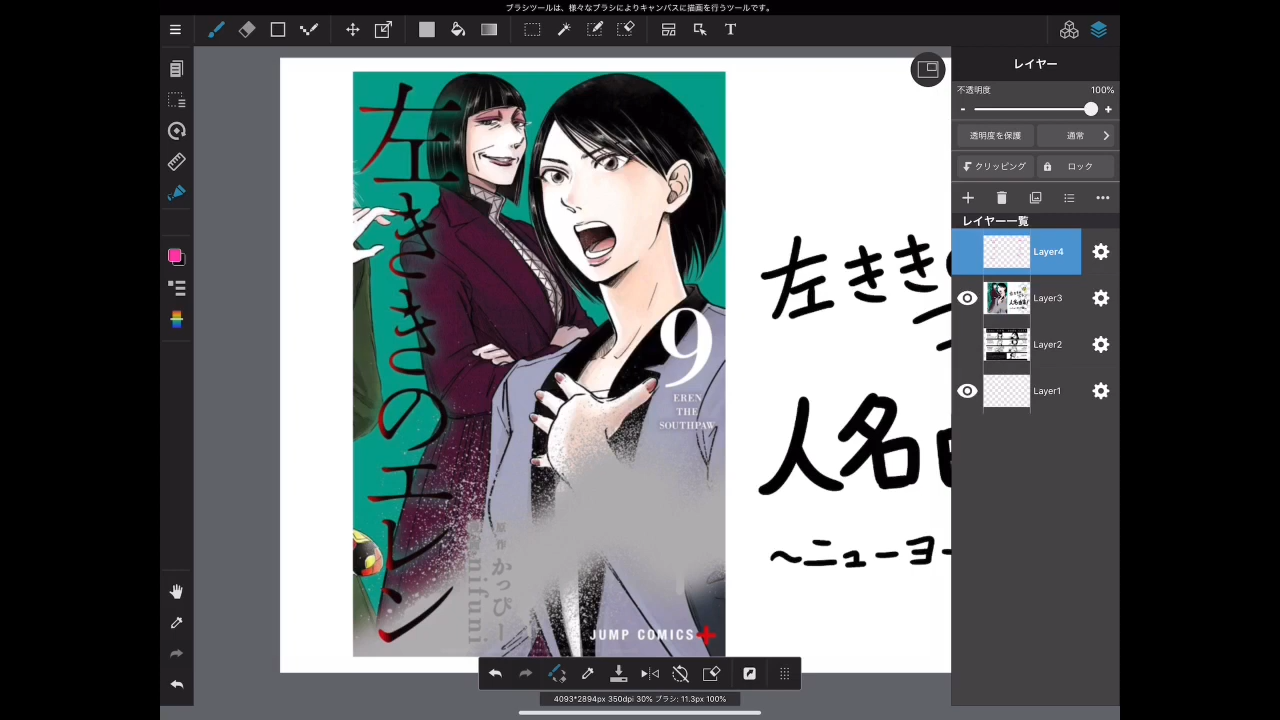 ブラシツールは、様々なブラシによりキャンバスに描画を行うツールです。
T
レイヤー
不透明度 100%
- +
透明度を保護 通常
クリッピング ロック
レイヤー一覧
Layer4
Layer3
Layer2
Layer1
左ききのエレン
9
EREN
THE
SOUTHPAW
原作 かっぴー
nifuni
JUMP COMICS+
左きき
人名
〜ニューヨー
4093*2894px 350dpi 30% ブラシ: 11.3px 100%